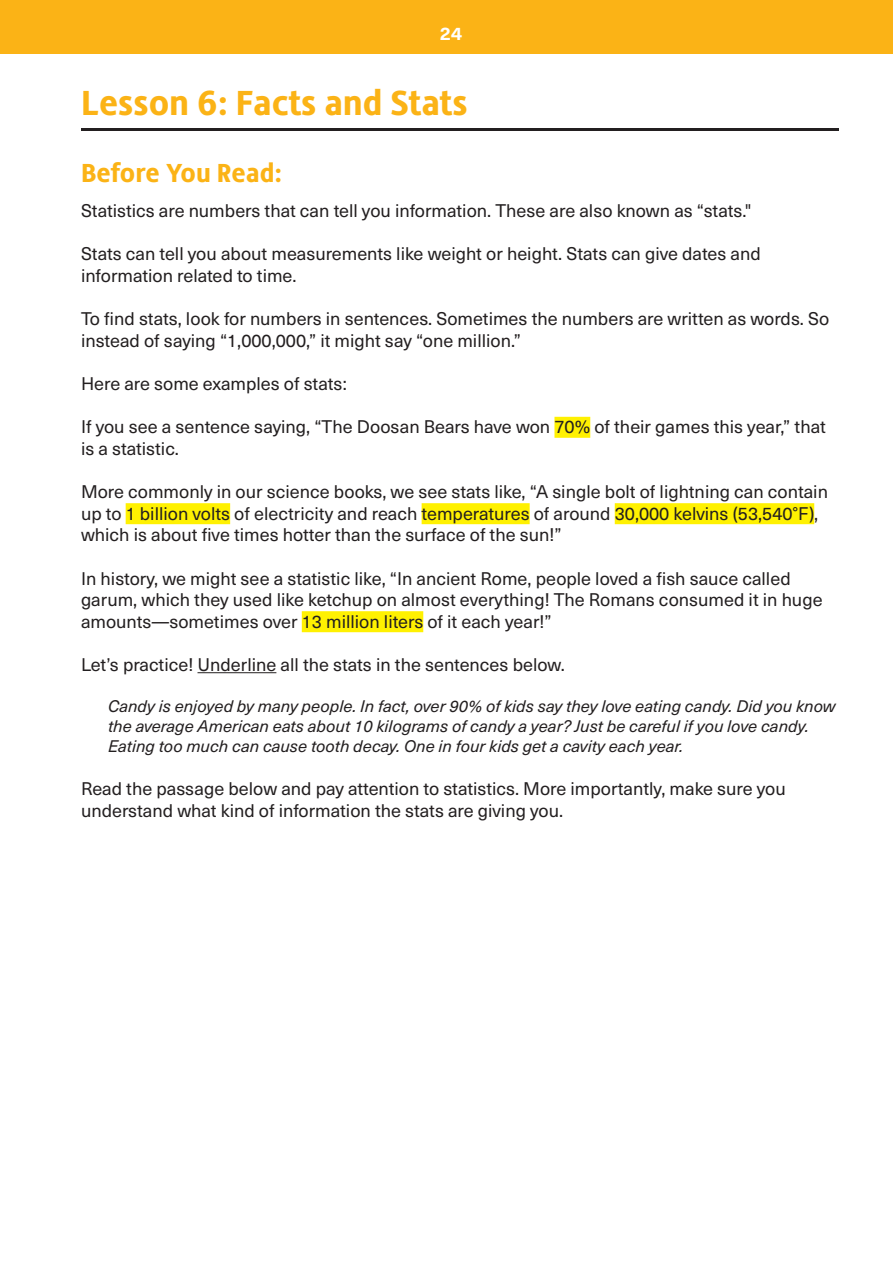 24
Lesson 6: Facts and Stats
Before You Read:
Statistics are numbers that can tell you information. These are also known as “stats."
Stats can tell you about measurements like weight or height. Stats can give dates and
information related to time.
To find stats, look for numbers in sentences. Sometimes the numbers are written as words. So
instead of saying “1,000,000,” it might say “one million.”
Here are some examples of stats:
If you see a sentence saying, “The Doosan Bears have won 70% of their games this year,” that
is a statistic.
More commonly in our science books, we see stats like, “A single bolt of lightning can contain
up to 1 billion volts of electricity and reach temperatures of around 30,000 kelvins (53,540°F),
which is about five times hotter than the surface of the sun!”
In history, we might see a statistic like, “In ancient Rome, people loved a fish sauce called
garum, which they used like ketchup on almost everything! The Romans consumed it in huge
amounts—sometimes over 13 million liters of it each year!”
Let’s practice! Underline all the stats in the sentences below.
Candy is enjoyed by many people. In fact, over 90% of kids say they love eating candy. Did you know
the average American eats about 10 kilograms of candy a year? Just be careful if you love candy.
Eating too much can cause tooth decay. One in four kids get a cavity each year.
Read the passage below and pay attention to statistics. More importantly, make sure you
understand what kind of information the stats are giving you.